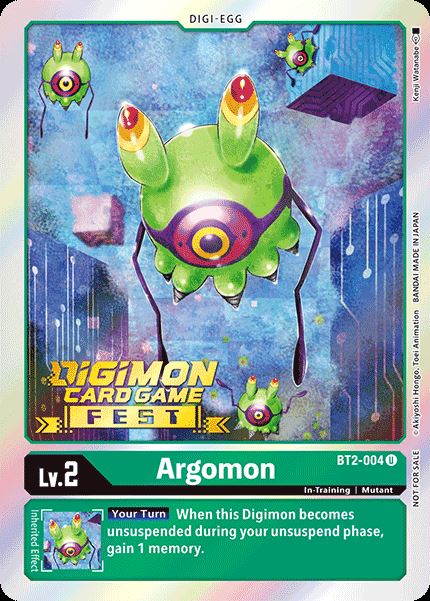 DIGI-EGG
Kenji Watanabe
DIGIMON
CARD GAME
FEST
©Akiyoshi Hongo, Toei Animation BANDAI MADE IN JAPAN
NOT FOR SALE
Lv.2
Argomon
BT2-004 U
In-Training | Mutant
Inherited Effect
Your Turn When this Digimon becomes
unsuspended during your unsuspend phase,
gain 1 memory.